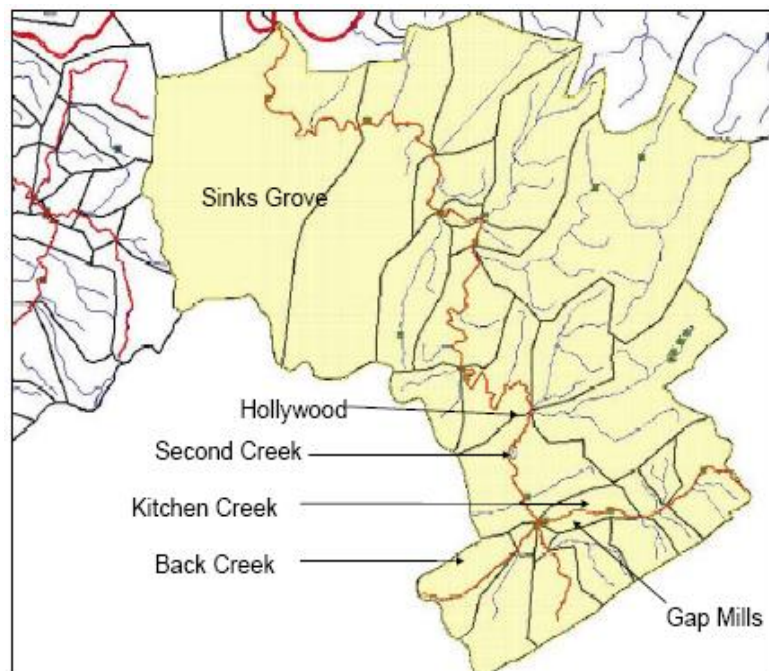 Sinks Grove
Hollywood
Second Creek
Kitchen Creek
Back Creek
Gap Mills